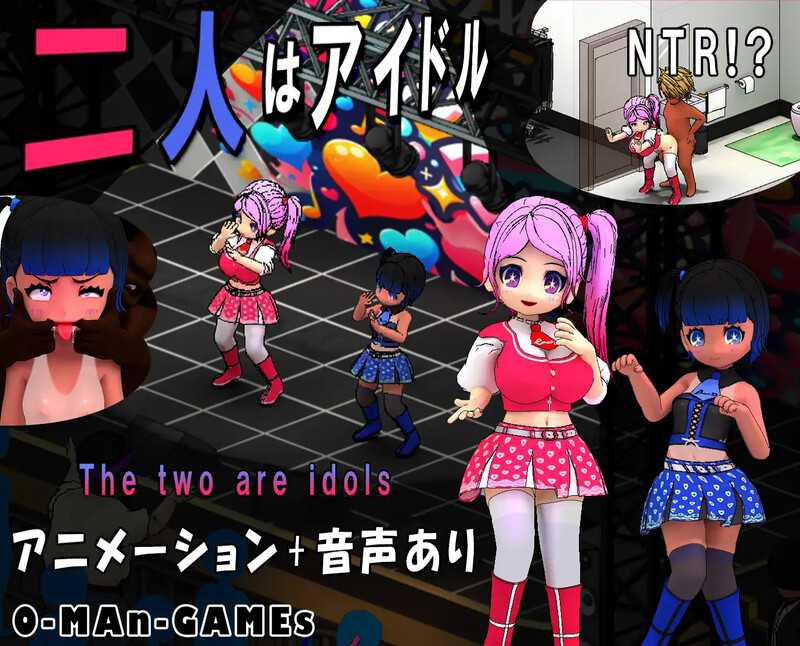 二人はアイドル
NTR!?
The two are idols
アニメーション+音声あり
O-MAn-GAMEs